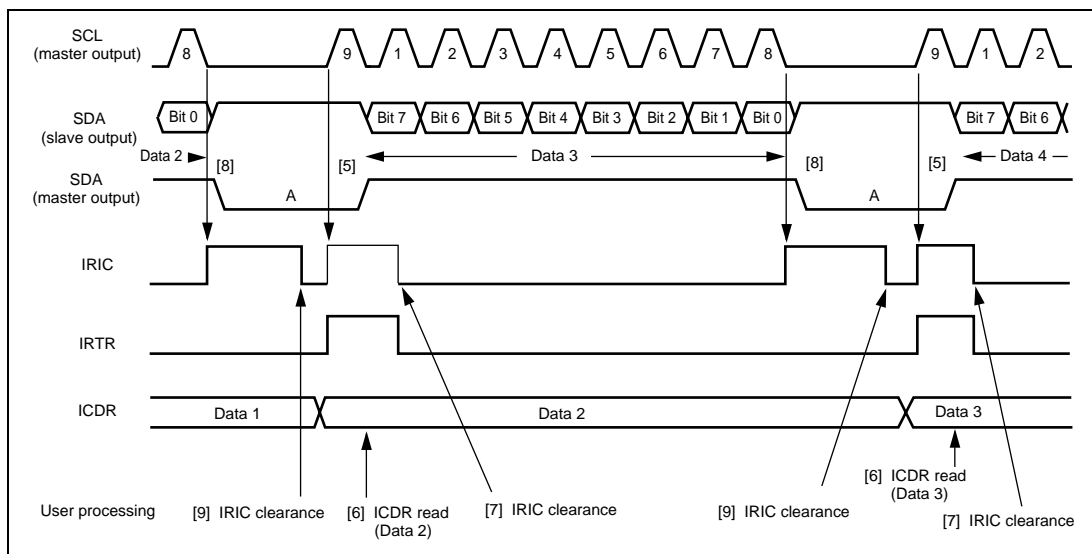 SCL
(master output)
8 9 1 2 3 4 5 6 7 8 9 1 2
SDA
(slave output)
Bit 0 Bit 7 Bit 6 Bit 5 Bit 4 Bit 3 Bit 2 Bit 1 Bit 0 Bit 7 Bit 6
Data 2 [8] [5] Data 3 [8] [5] Data 4
SDA
(master output)
A A
IRIC
IRTR
ICDR
Data 1 Data 2 Data 3
User processing
[9] IRIC clearance
[6] ICDR read
(Data 2)
[7] IRIC clearance
[9] IRIC clearance
[6] ICDR read
(Data 3)
[7] IRIC clearance